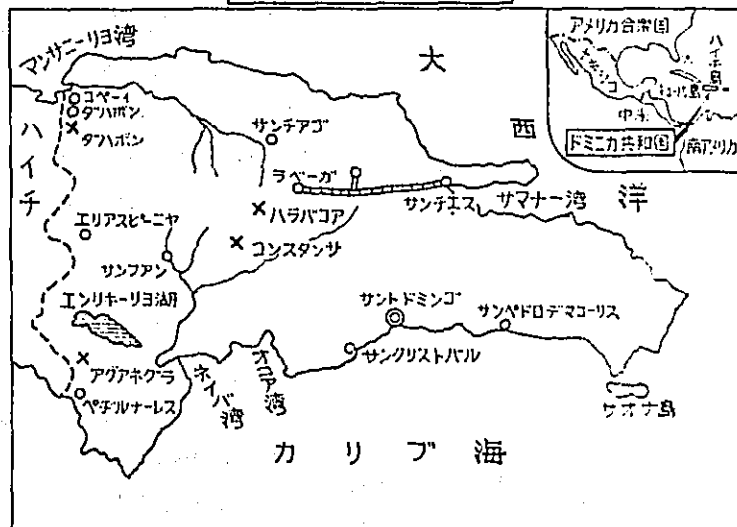 マンサニーリヨ湾
大西洋
コペーイ
ダハボン
ダハボン
ハイチ
サンチアゴ
ラベーガ
サンチエス
サマナー湾
ハラバコア
コンスタンサ
エリアスピーニヤ
サンフアン
エンリキーリヨ湖
サントドミンゴ
サンペドロデマコーリス
サンクリストバル
アグアネグラ
ペデルナーレス
ネイバ湾
オコア湾
サオナ島
カリブ海
アメリカ合衆国
メキシコ
キューバ島
中米
ドミニカ共和国
南アメリカ